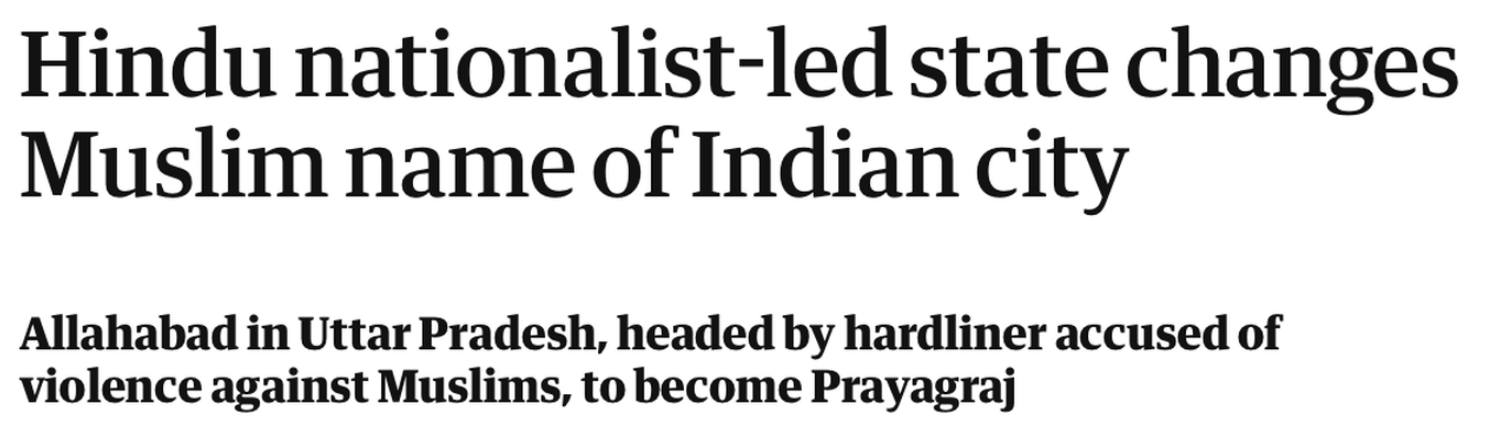 Hindu nationalist-led state changes
Muslim name of Indian city
Allahabad in Uttar Pradesh, headed by hardliner accused of
violence against Muslims, to become Prayagraj